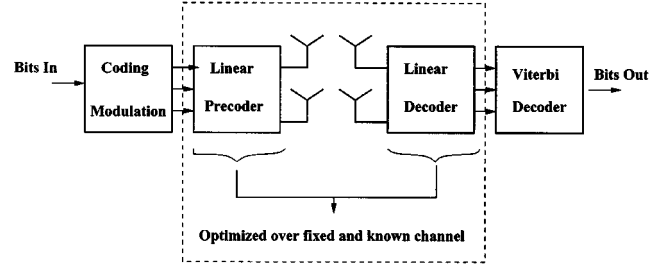 Bits In
Coding
Modulation
Linear
Precoder
Linear
Decoder
Viterbi
Decoder
Bits Out
Optimized over fixed and known channel